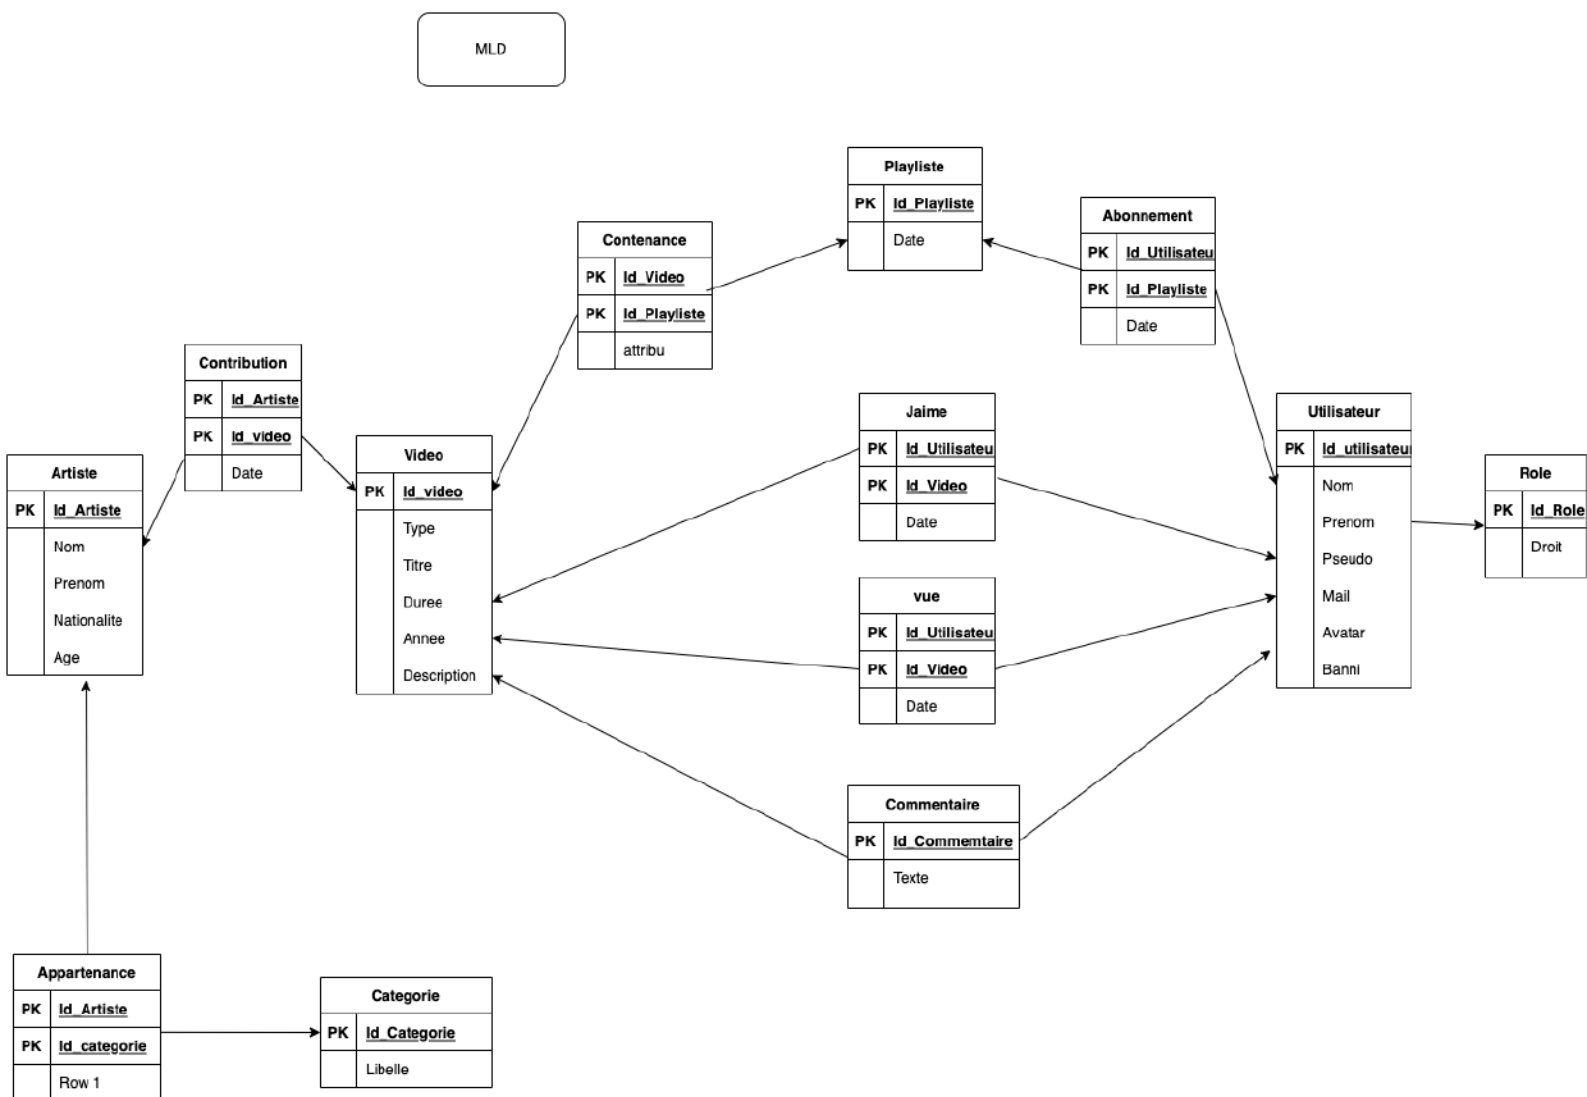 MLD
Playliste
PK Id_Playliste
Date
Abonnement
PK Id_Utilisateu
PK Id_Playliste
Date
Contenance
PK Id_Video
PK Id_Playliste
attribu
Contribution
PK Id_Artiste
PK Id_video
Date
Artiste
PK Id_Artiste
Nom
Prenom
Nationalite
Age
Video
PK Id_video
Type
Titre
Duree
Annee
Description
Jaime
PK Id_Utilisateu
PK Id_Video
Date
vue
PK Id_Utilisateu
PK Id_Video
Date
Utilisateur
PK Id_utilisateur
Nom
Prenom
Pseudo
Mail
Avatar
Banni
Role
PK Id_Role
Droit
Commentaire
PK Id_Commemtaire
Texte
Appartenance
PK Id_Artiste
PK Id_categorie
Row 1
Categorie
PK Id_Categorie
Libelle